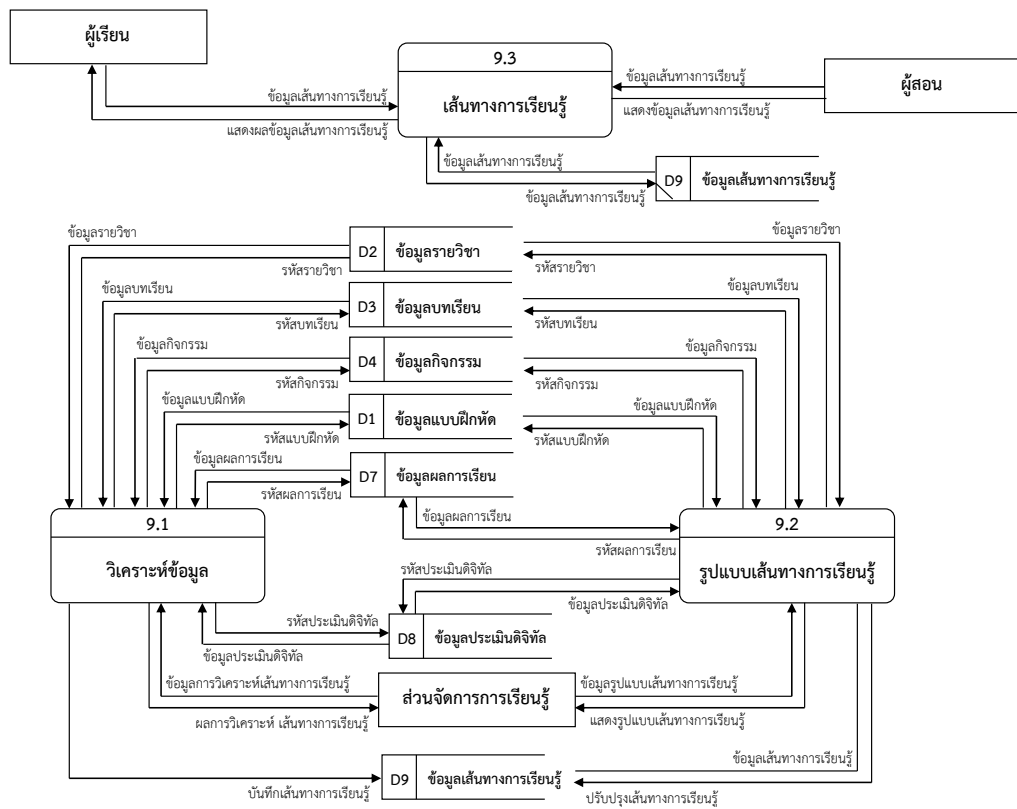 ผู้เรียน
9.3
เส้นทางการเรียนรู้
ผู้สอน
ข้อมูลเส้นทางการเรียนรู้
แสดงผลข้อมูลเส้นทางการเรียนรู้
ข้อมูลเส้นทางการเรียนรู้
แสดงข้อมูลเส้นทางการเรียนรู้
ข้อมูลเส้นทางการเรียนรู้
ข้อมูลเส้นทางการเรียนรู้
D9 ข้อมูลเส้นทางการเรียนรู้
ข้อมูลรายวิชา
รหัสรายวิชา
D2 ข้อมูลรายวิชา
ข้อมูลรายวิชา
รหัสรายวิชา
ข้อมูลบทเรียน
รหัสบทเรียน
D3 ข้อมูลบทเรียน
ข้อมูลบทเรียน
รหัสบทเรียน
ข้อมูลกิจกรรม
รหัสกิจกรรม
D4 ข้อมูลกิจกรรม
ข้อมูลกิจกรรม
รหัสกิจกรรม
ข้อมูลแบบฝึกหัด
รหัสแบบฝึกหัด
D1 ข้อมูลแบบฝึกหัด
ข้อมูลแบบฝึกหัด
รหัสแบบฝึกหัด
ข้อมูลผลการเรียน
รหัสผลการเรียน
D7 ข้อมูลผลการเรียน
ข้อมูลผลการเรียน
รหัสผลการเรียน
9.1
วิเคราะห์ข้อมูล
9.2
รูปแบบเส้นทางการเรียนรู้
รหัสประเมินดิจิทัล
ข้อมูลประเมินดิจิทัล
รหัสประเมินดิจิทัล
ข้อมูลประเมินดิจิทัล
D8 ข้อมูลประเมินดิจิทัล
ข้อมูลการวิเคราะห์เส้นทางการเรียนรู้
ผลการวิเคราะห์ เส้นทางการเรียนรู้
ส่วนจัดการการเรียนรู้
ข้อมูลรูปแบบเส้นทางการเรียนรู้
แสดงรูปแบบเส้นทางการเรียนรู้
บันทึกเส้นทางการเรียนรู้
D9 ข้อมูลเส้นทางการเรียนรู้
ข้อมูลเส้นทางการเรียนรู้
ปรับปรุงเส้นทางการเรียนรู้